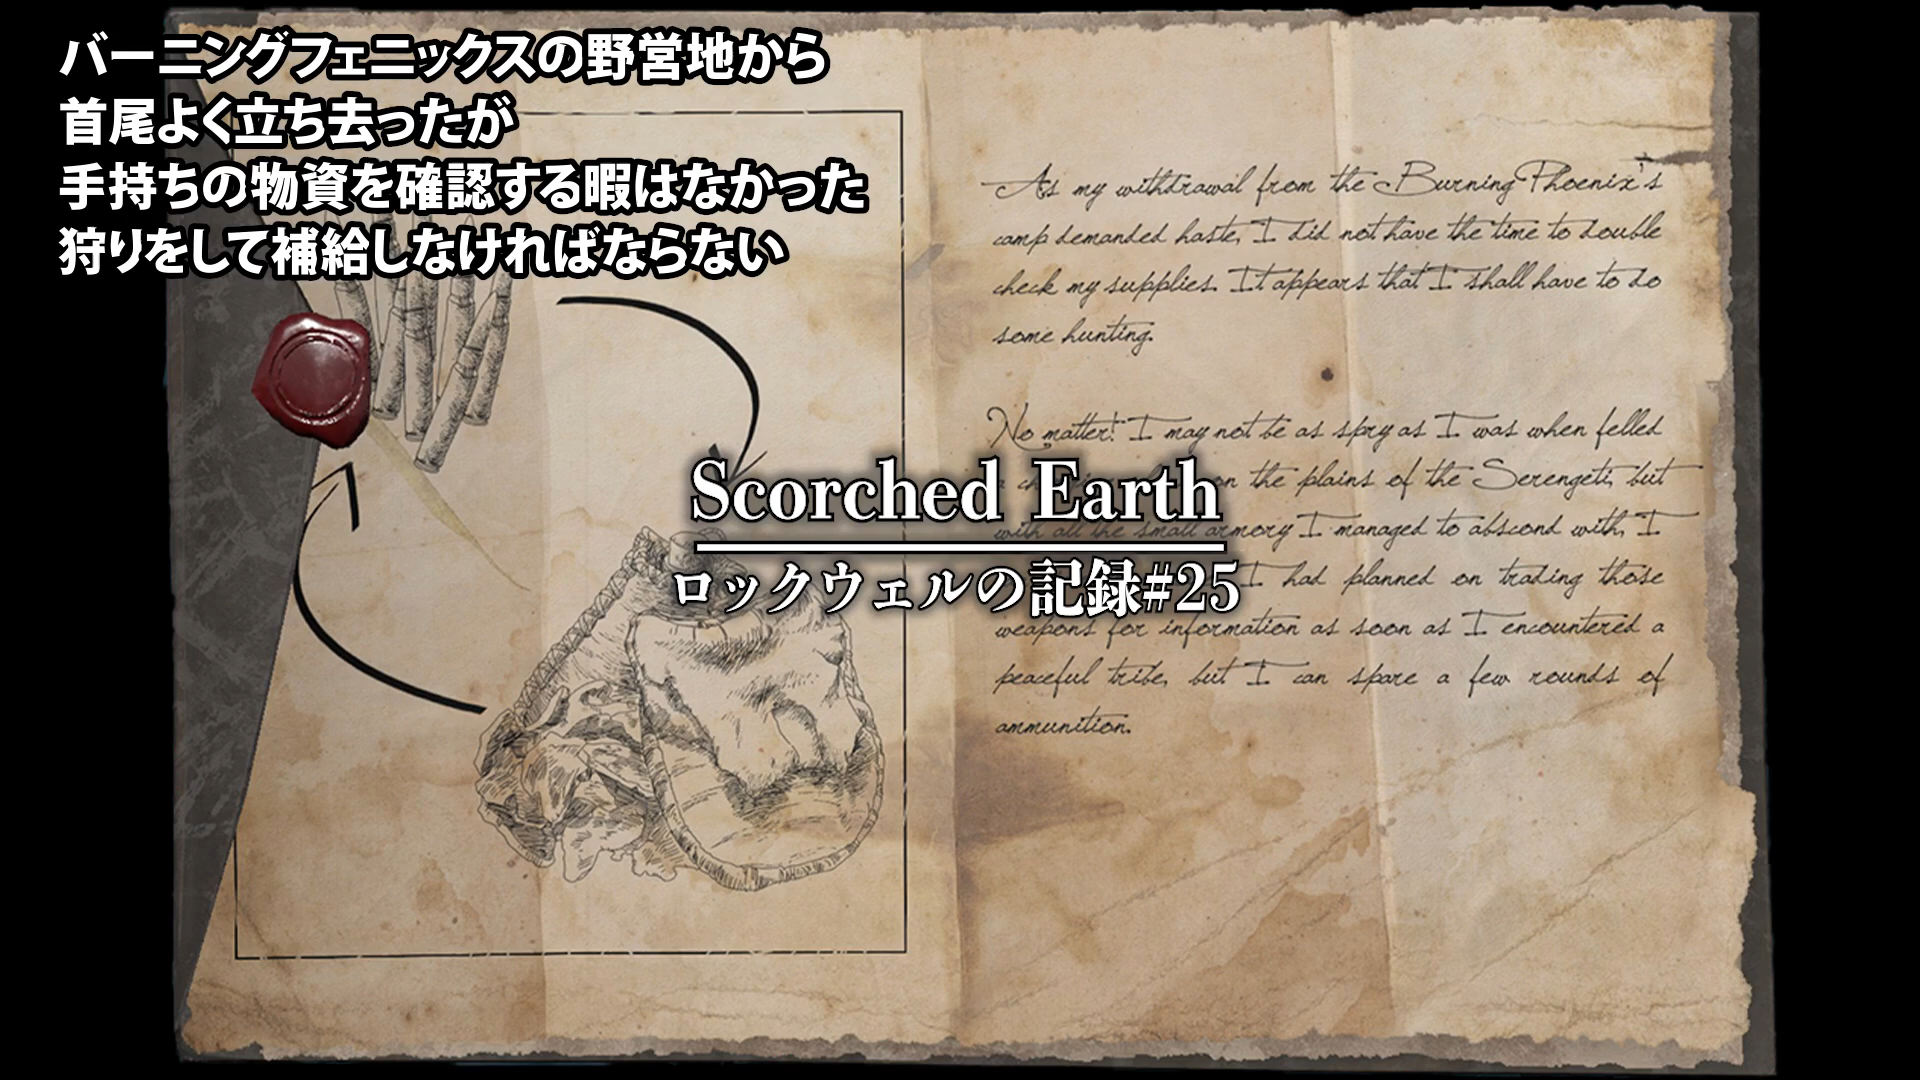 バーニングフェニックスの野営地から
首尾よく立ち去ったが
手持ちの物資を確認する暇はなかった
狩りをして補給しなければならない
Scorched Earth
ロックウェルの記録#25
As my withdrawal from the Burning Phoenix's
camp demanded haste, I did not have the time to double
check my supplies. It appears that I shall have to do
some hunting.
No matter! I may not be as spry as I was when felled
on the plains of the Serengeti, but
with all the small armory I managed to abscond with, I
I had planned on trading those
weapons for information as soon as I encountered a
peaceful tribe, but I can spare a few rounds of
ammunition.